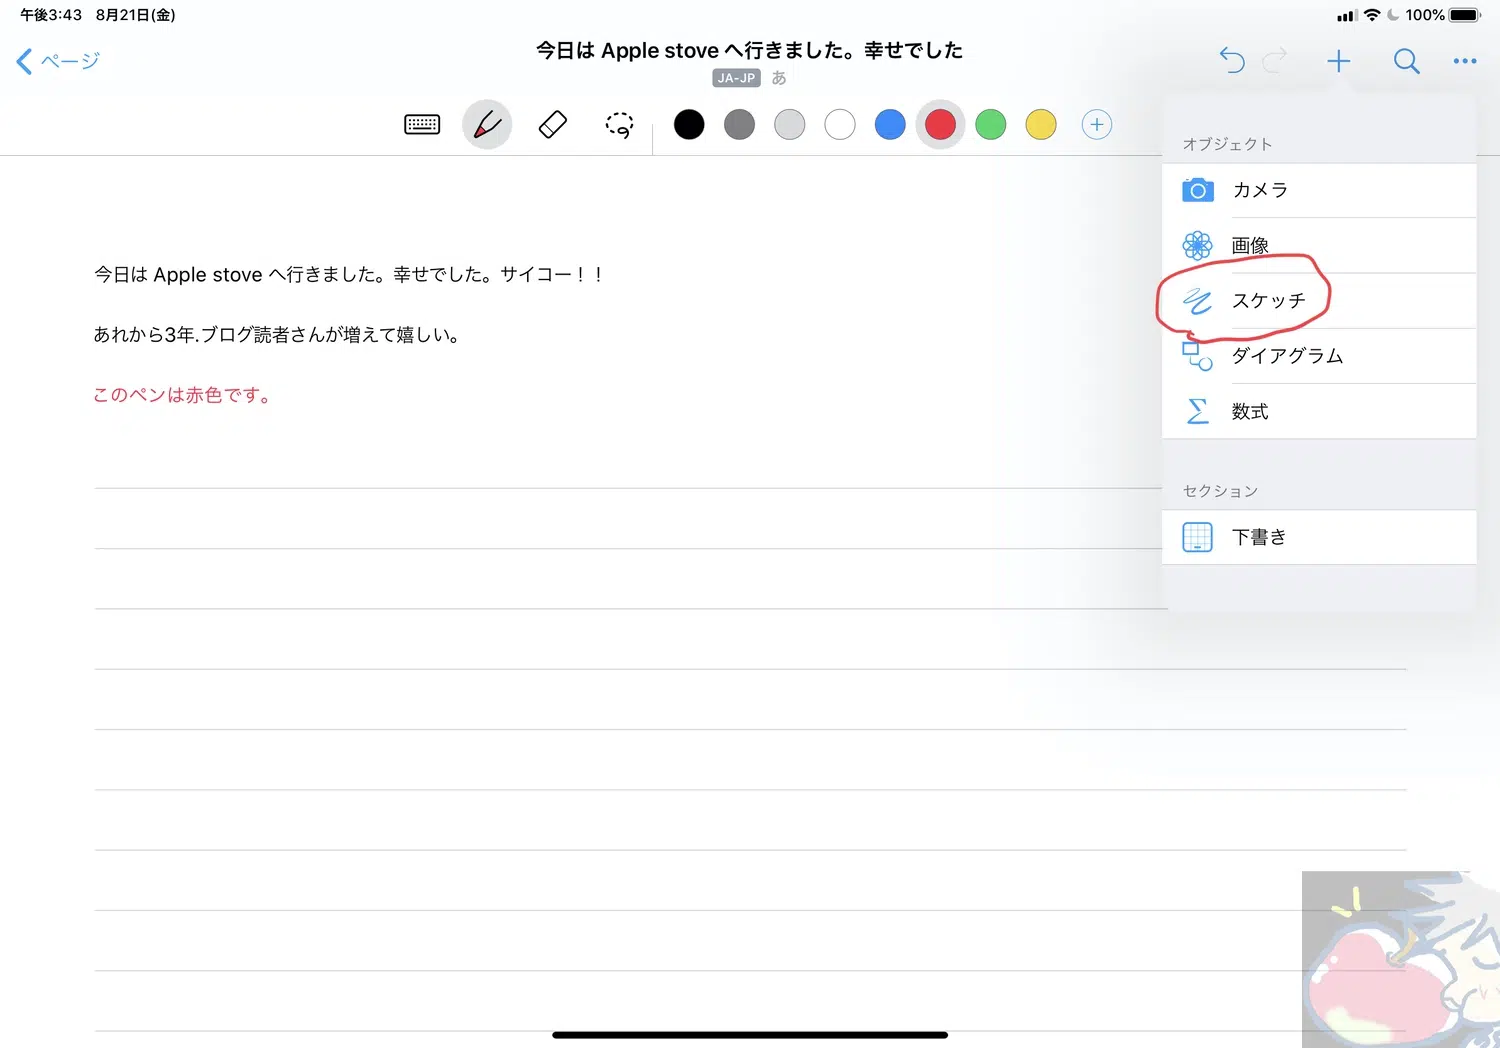 午後3:43 8月21日(金)
100%
ページ
今日は Apple stove へ行きました。幸せでした
JA-JP あ
オブジェクト
カメラ
画像
スケッチ
ダイアグラム
数式
セクション
下書き
今日は Apple stove へ行きました。幸せでした。サイコー！！
あれから3年.ブログ読者さんが増えて嬉しい。
このペンは赤色です。